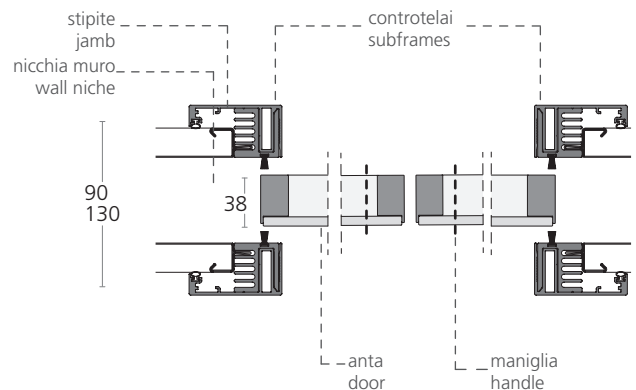 stipite
jamb
controtelai
subframes
nicchia muro
wall niche
90
130
38
anta
door
maniglia
handle